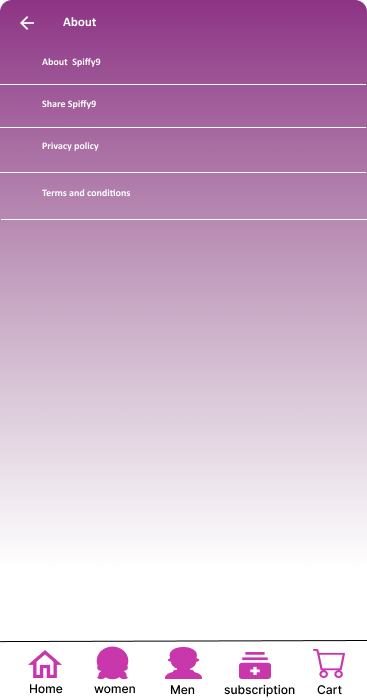 About
About  Spiffy9
Share Spiffy9
Privacy policy
Terms and conditions
Home women Men subscription Cart